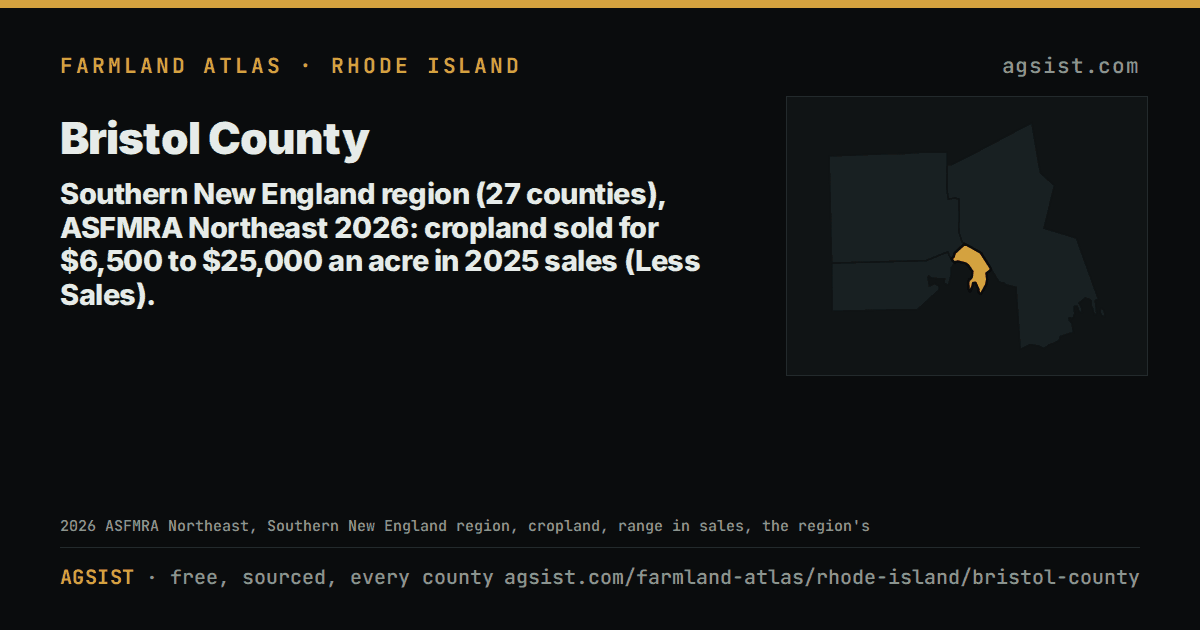 FARMLAND ATLAS · RHODE ISLAND
agsist.com
Bristol County
Southern New England region (27 counties),
ASFMRA Northeast 2026: cropland sold for
$6,500 to $25,000 an acre in 2025 sales (Less
Sales).
2026 ASFMRA Northeast, Southern New England region, cropland, range in sales, the region's
AGSIST · free, sourced, every county agsist.com/farmland-atlas/rhode-island/bristol-county